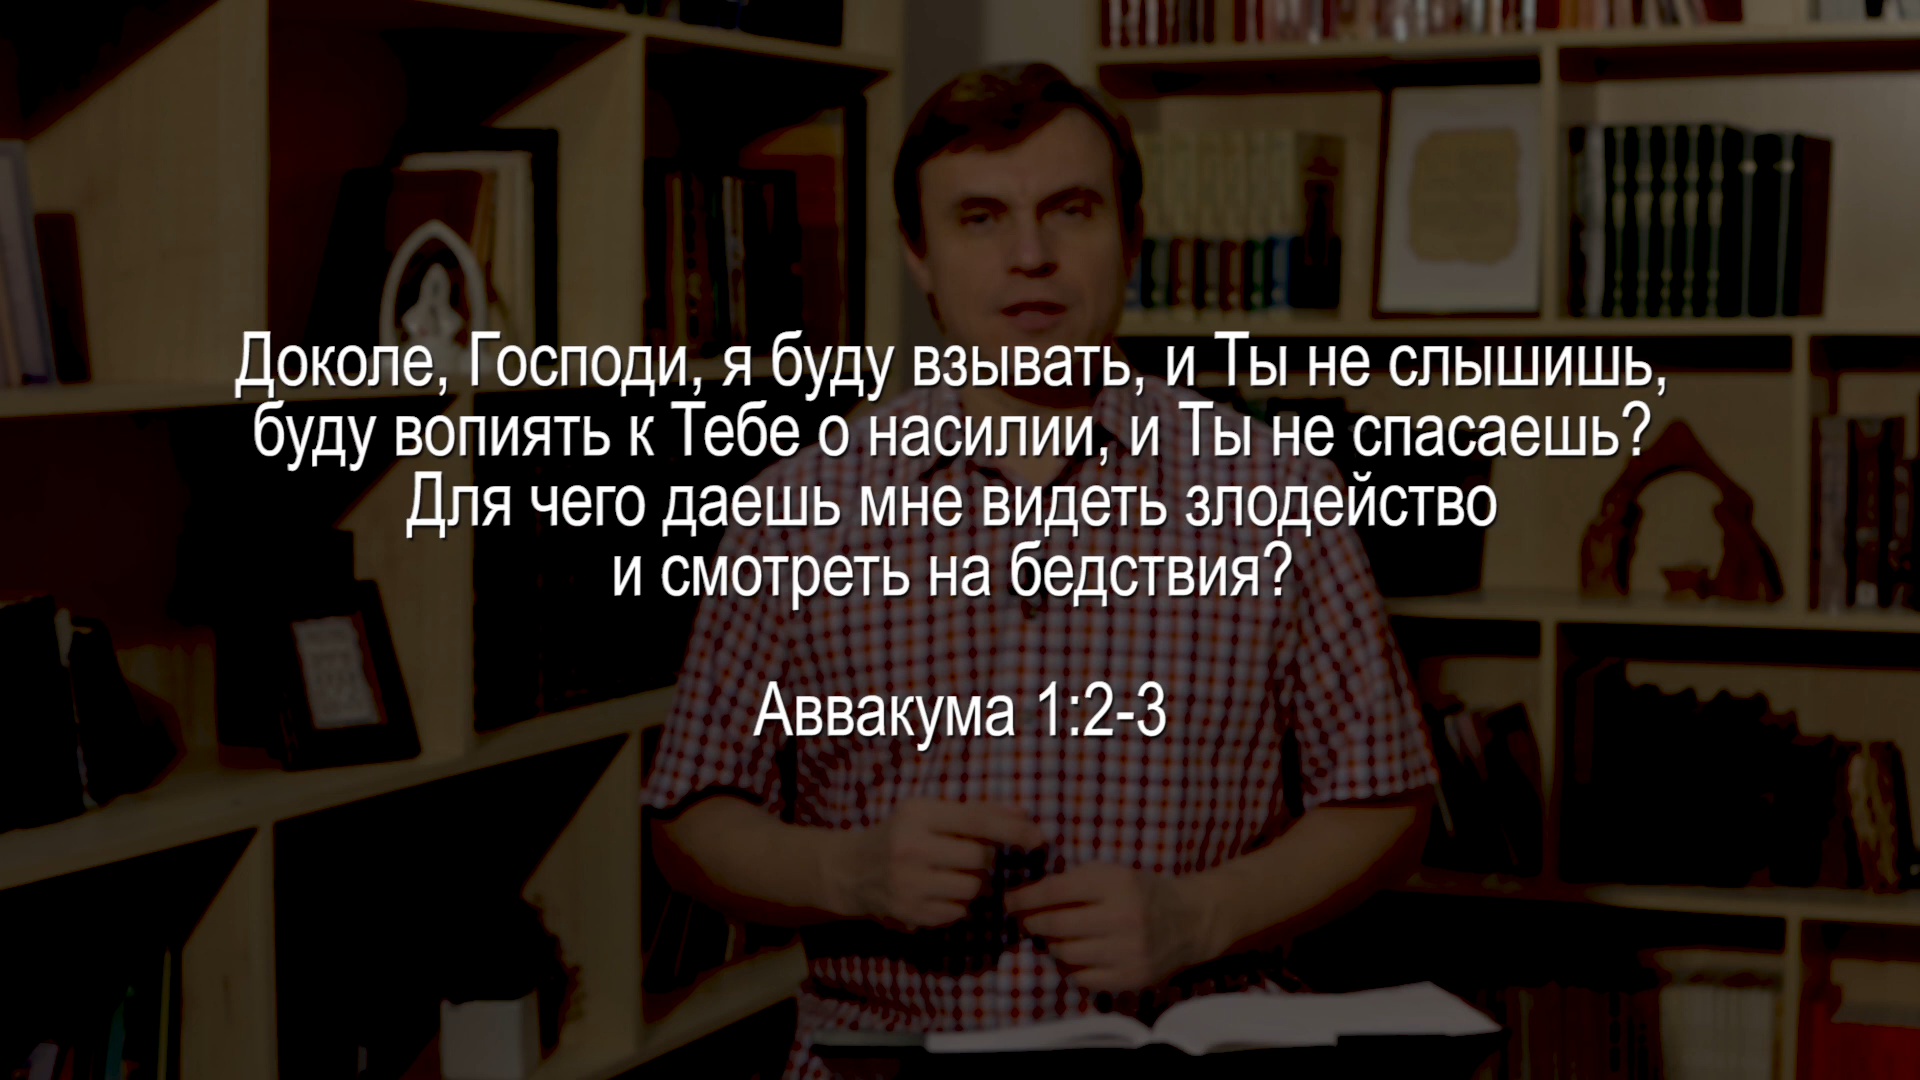 Доколе, Господи, я буду взывать, и Ты не слышишь,
буду вопиять к Тебе о насилии, и Ты не спасаешь?
Для чего даешь мне видеть злодейство
и смотреть на бедствия?
Аввакума 1:2-3